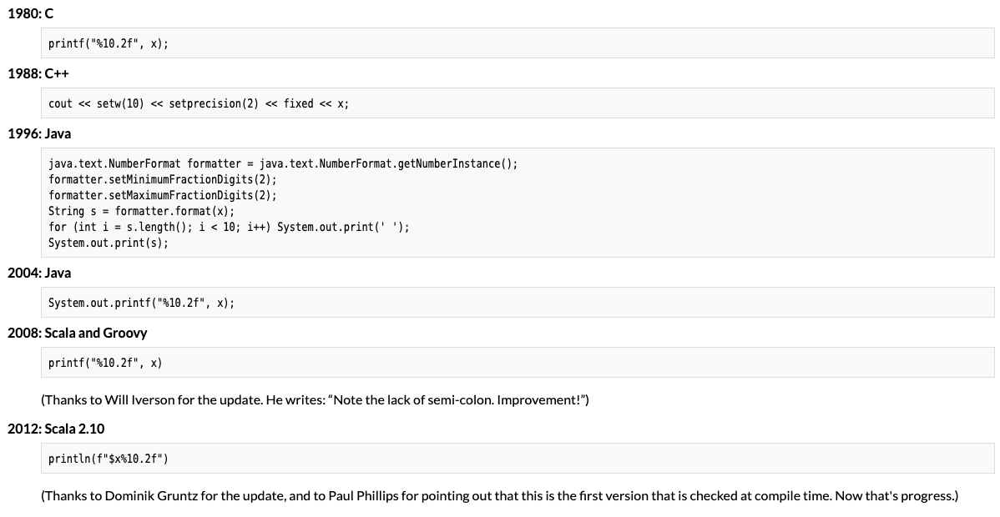 1980: C
printf("%10.2f", x);
1988: C++
cout << setw(10) << setprecision(2) << fixed << x;
1996: Java
java.text.NumberFormat formatter = java.text.NumberFormat.getNumberInstance();
formatter.setMinimumFractionDigits(2);
formatter.setMaximumFractionDigits(2);
String s = formatter.format(x);
for (int i = s.length(); i < 10; i++) System.out.print(' ');
System.out.print(s);
2004: Java
System.out.printf("%10.2f", x);
2008: Scala and Groovy
printf("%10.2f", x)
(Thanks to Will Iverson for the update. He writes: “Note the lack of semi-colon. Improvement!”)
2012: Scala 2.10
println(f"$x%10.2f")
(Thanks to Dominik Gruntz for the update, and to Paul Phillips for pointing out that this is the first version that is checked at compile time. Now that's progress.)